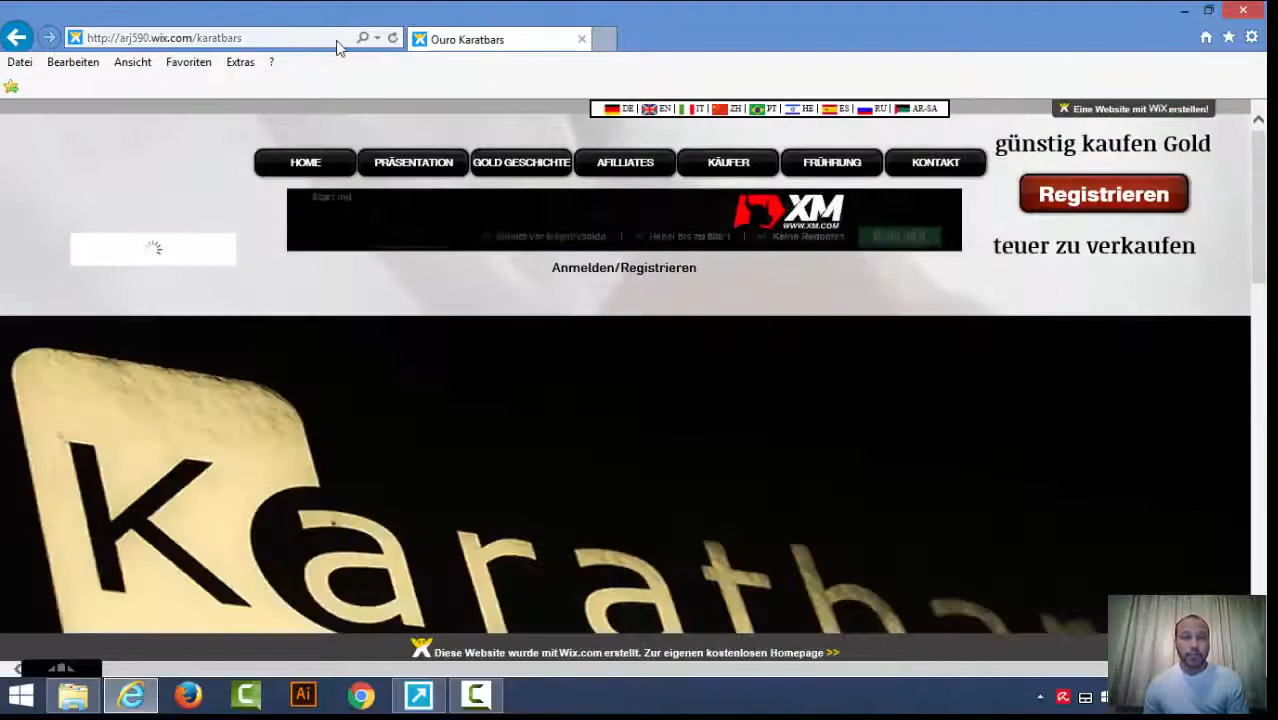 http://arj590.wix.com/karatbars
Ouro Karatbars
Datei Bearbeiten Ansicht Favoriten Extras ?
DE | EN | IT | ZH | PT | HE | ES | RU | AR-SA
Eine Website mit WiX erstellen!
günstig kaufen Gold
HOME PRÄSENTATION GOLD GESCHICHTE AFILLIATES KÄUFER FRÜHRUNG KONTAKT
Registrieren
XM
WWW.XM.COM
teuer zu verkaufen
Anmelden/Registrieren
Karatbar
Diese Website wurde mit Wix.com erstellt. Zur eigenen kostenlosen Homepage >>
Ai